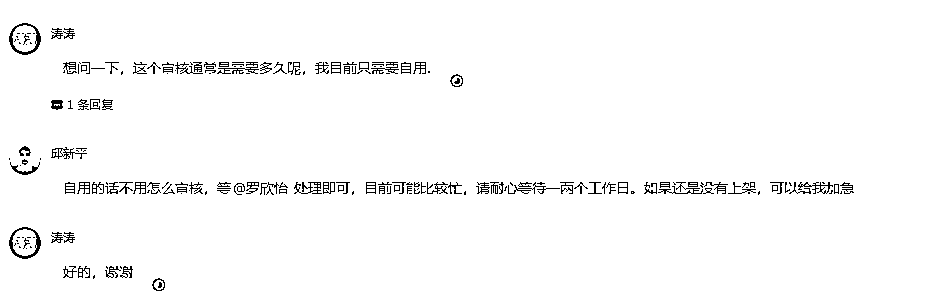 涛涛
想问一下，这个审核通常是需要多久呢，我目前只需要自用.
1 条回复
邱新平
自用的话不用怎么审核，等@罗欣怡 处理即可，目前可能比较忙，请耐心等待一两个工作日。如果还是没有上架，可以给我加急
涛涛
好的，谢谢